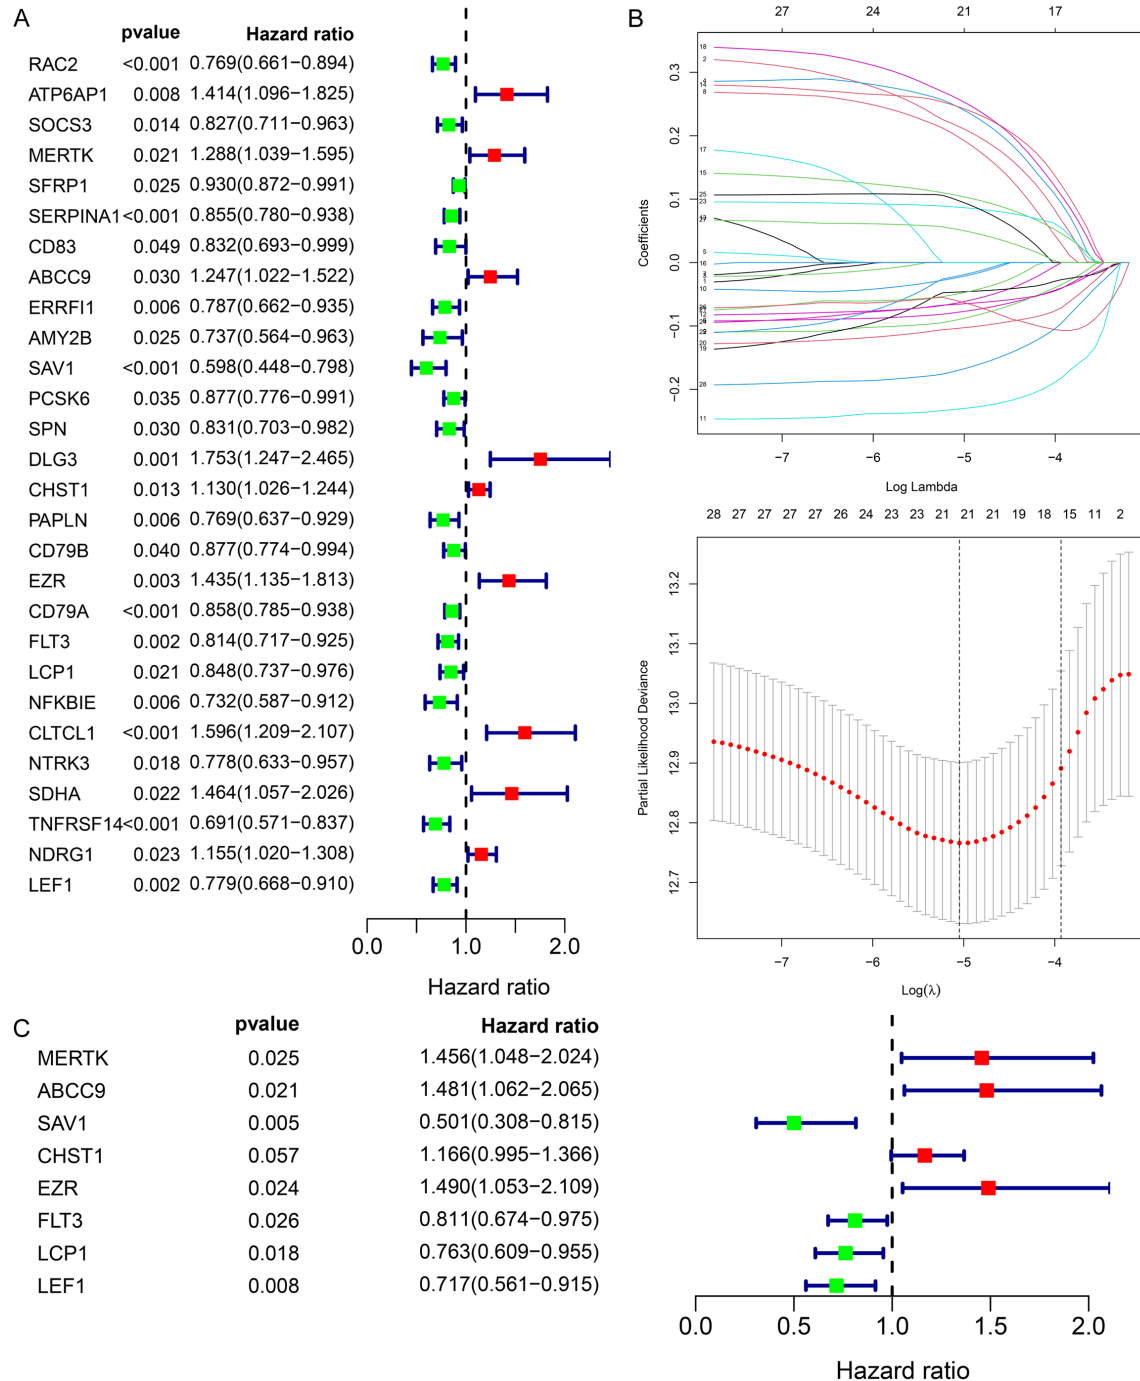 A
pvalue Hazard ratio
RAC2 <0.001 0.769(0.661−0.894)
ATP6AP1 0.008 1.414(1.096−1.825)
SOCS3 0.014 0.827(0.711−0.963)
MERTK 0.021 1.288(1.039−1.595)
SFRP1 0.025 0.930(0.872−0.991)
SERPINA1 <0.001 0.855(0.780−0.938)
CD83 0.049 0.832(0.693−0.999)
ABCC9 0.030 1.247(1.022−1.522)
ERRFI1 0.006 0.787(0.662−0.935)
AMY2B 0.025 0.737(0.564−0.963)
SAV1 <0.001 0.598(0.448−0.798)
PCSK6 0.035 0.877(0.776−0.991)
SPN 0.030 0.831(0.703−0.982)
DLG3 0.001 1.753(1.247−2.465)
CHST1 0.013 1.130(1.026−1.244)
PAPLN 0.006 0.769(0.637−0.929)
CD79B 0.040 0.877(0.774−0.994)
EZR 0.003 1.435(1.135−1.813)
CD79A <0.001 0.858(0.785−0.938)
FLT3 0.002 0.814(0.717−0.925)
LCP1 0.021 0.848(0.737−0.976)
NFKBIE 0.006 0.732(0.587−0.912)
CLTCL1 <0.001 1.596(1.209−2.107)
NTRK3 0.018 0.778(0.633−0.957)
SDHA 0.022 1.464(1.057−2.026)
TNFRSF14 <0.001 0.691(0.571−0.837)
NDRG1 0.023 1.155(1.020−1.308)
LEF1 0.002 0.779(0.668−0.910)
0.0 1.0 2.0
Hazard ratio
B
27 24 21 17
Coefficients
0.3
0.2
0.1
0.0
−0.1
−0.2
18
2
14
8
17
15
25
23
5
16
10
12
20
19
28
11
−7 −6 −5 −4
Log Lambda
28 27 27 27 27 26 24 23 23 21 21 21 19 18 15 11 2
Partial Likelihood Deviance
13.2
13.1
13.0
12.9
12.8
12.7
−7 −6 −5 −4
Log(λ)
C
pvalue Hazard ratio
MERTK 0.025 1.456(1.048−2.024)
ABCC9 0.021 1.481(1.062−2.065)
SAV1 0.005 0.501(0.308−0.815)
CHST1 0.057 1.166(0.995−1.366)
EZR 0.024 1.490(1.053−2.109)
FLT3 0.026 0.811(0.674−0.975)
LCP1 0.018 0.763(0.609−0.955)
LEF1 0.008 0.717(0.561−0.915)
0.0 0.5 1.0 1.5 2.0
Hazard ratio